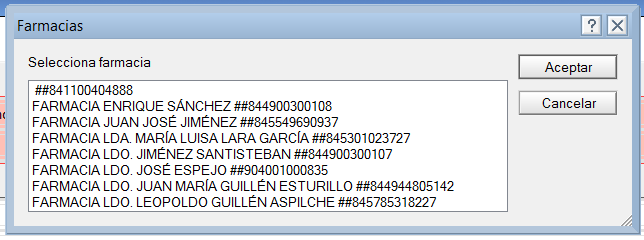 Farmacias
Selecciona farmacia
##841100404888
FARMACIA ENRIQUE SÁNCHEZ ##844900300108
FARMACIA JUAN JOSÉ JIMÉNEZ ##845549690937
FARMACIA LDA. MARÍA LUISA LARA GARCÍA ##845301023727
FARMACIA LDO. JIMÉNEZ SANTISTEBAN ##844900300107
FARMACIA LDO. JOSÉ ESPEJO ##904001000835
FARMACIA LDO. JUAN MARÍA GUILLÉN ESTURILLO ##844944805142
FARMACIA LDO. LEOPOLDO GUILLÉN ASPILCHE ##845785318227
Aceptar
Cancelar